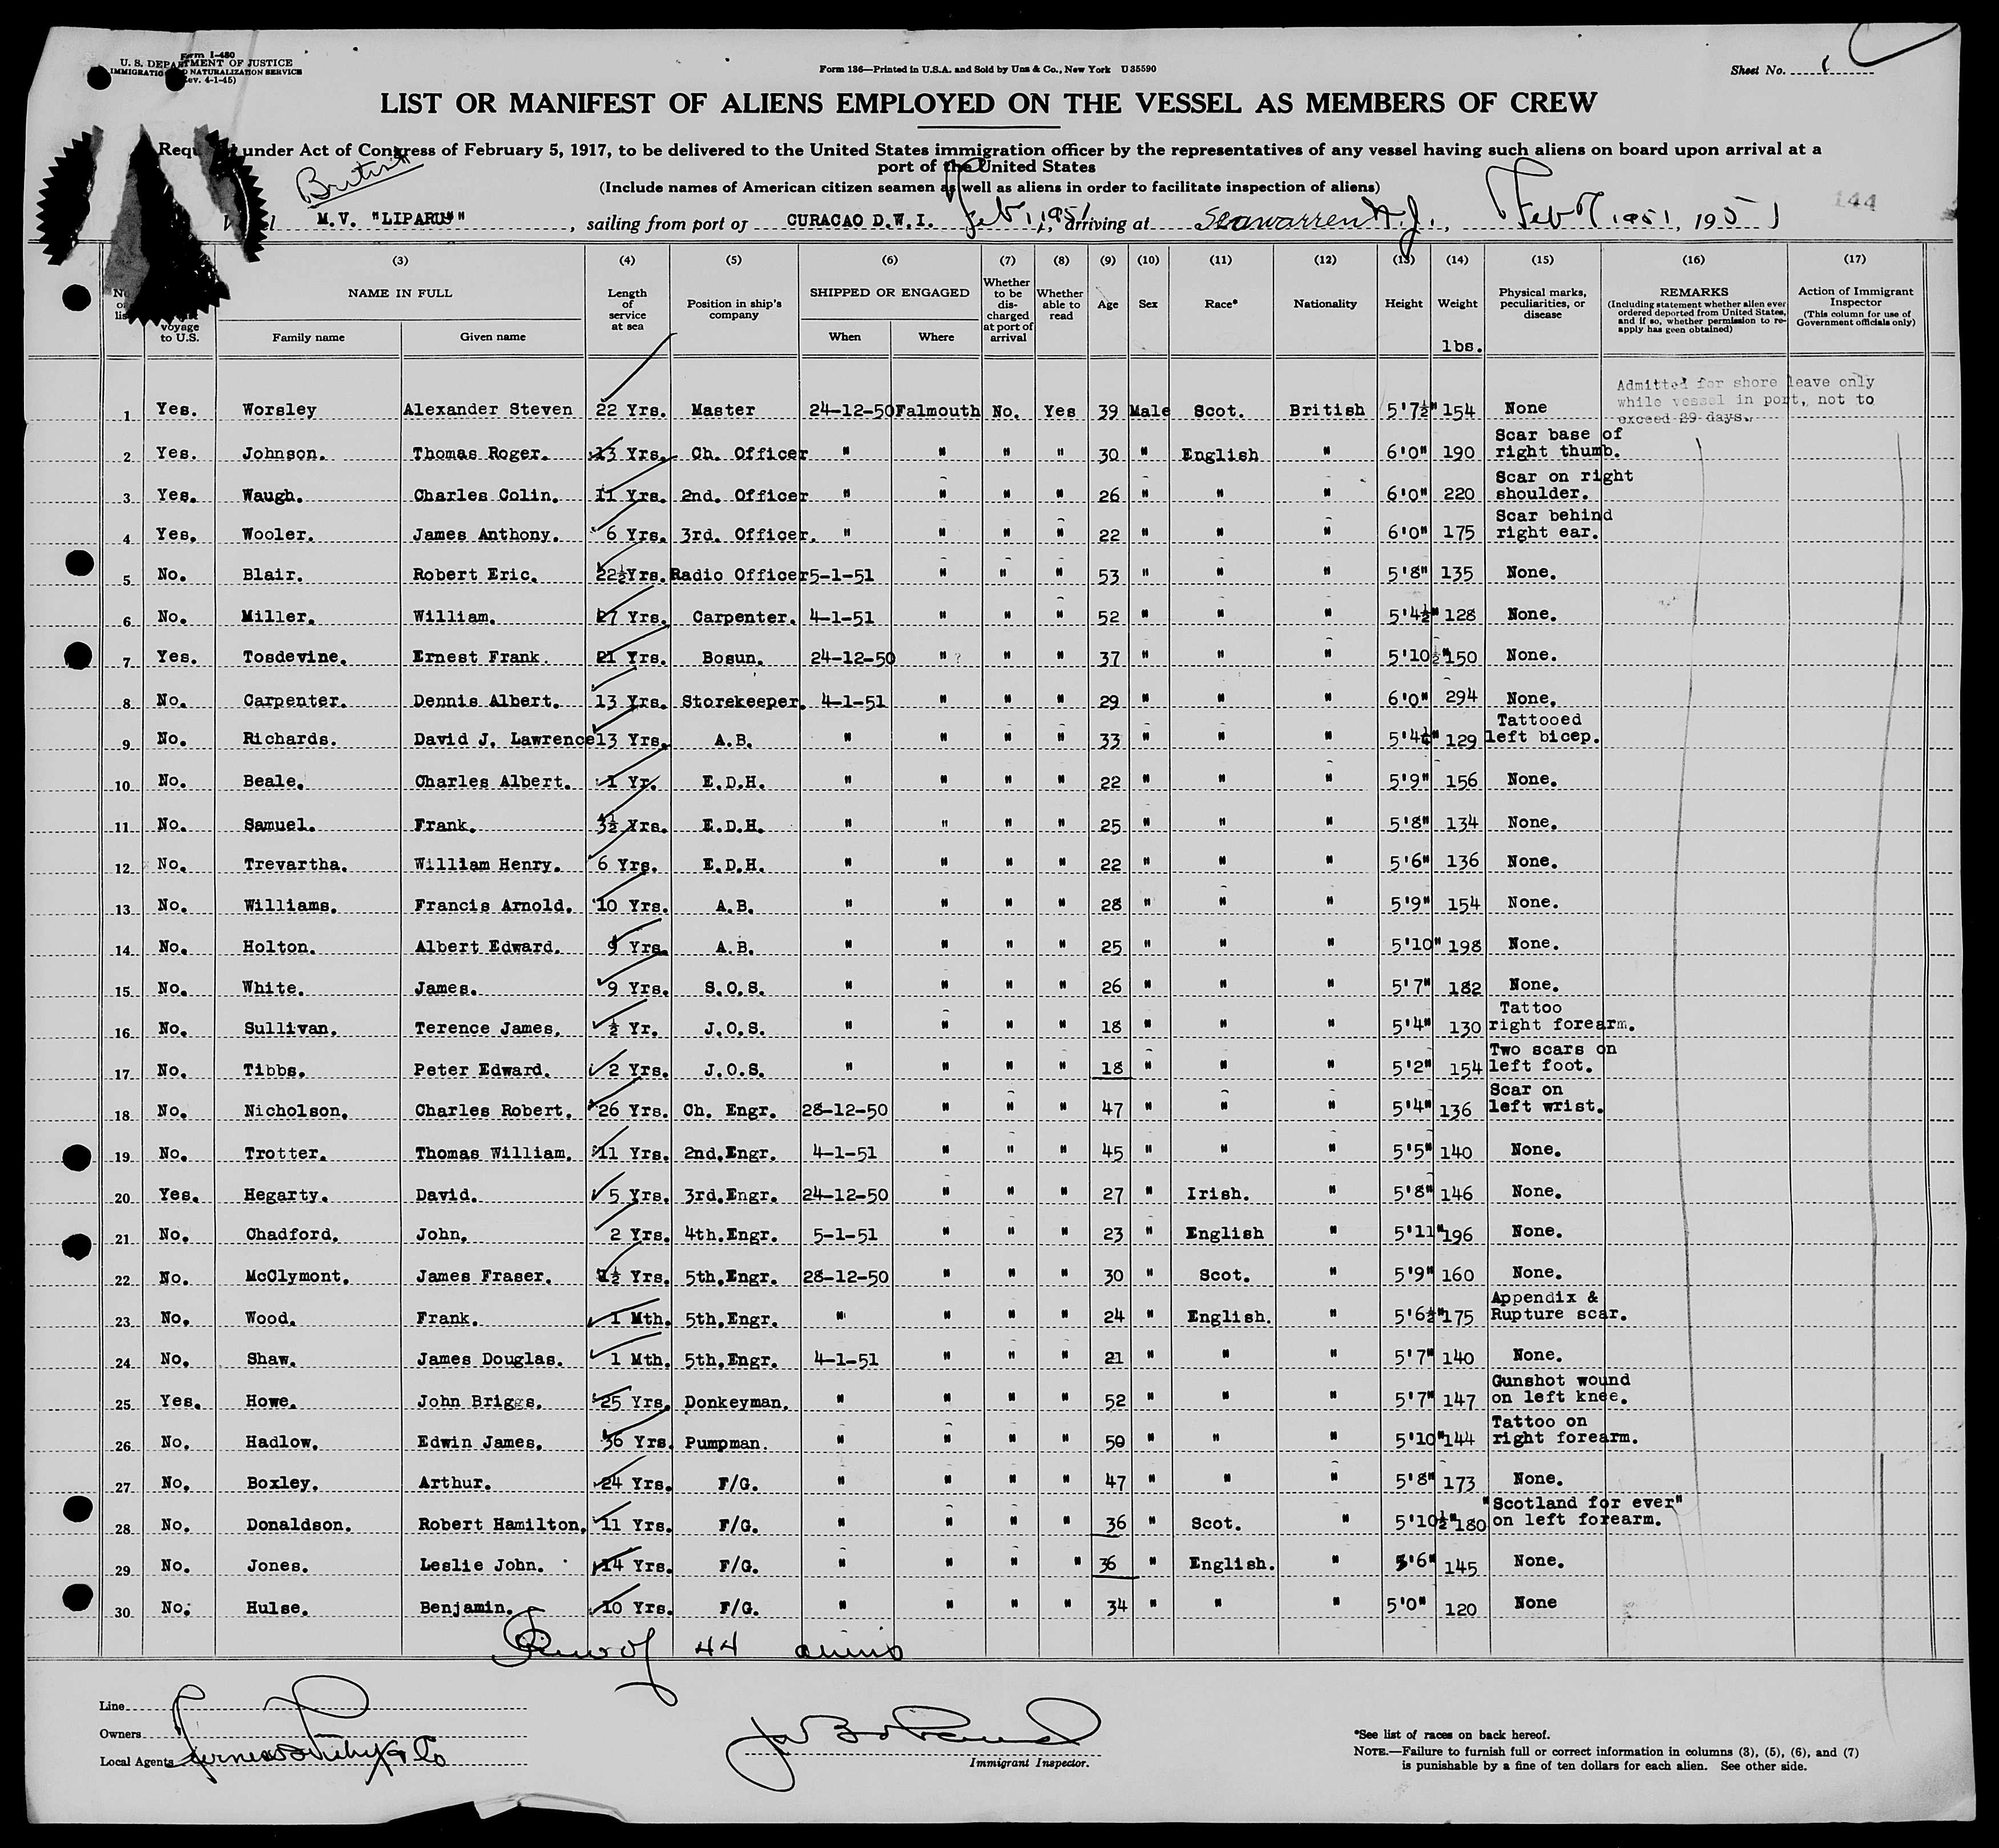 Form I-480
U. S. DEPARTMENT OF JUSTICE
IMMIGRATION AND NATURALIZATION SERVICE
(Rev. 4-1-45)
Form 136—Printed in U.S.A. and Sold by Unz & Co., New York U35590
Sheet No. 1
LIST OR MANIFEST OF ALIENS EMPLOYED ON THE VESSEL AS MEMBERS OF CREW
Requ under Act of Congress of February 5, 1917, to be delivered to the United States immigration officer by the representatives of any vessel having such aliens on board upon arrival at a
port of the United States
British
(Include names of American citizen seamen as well as aliens in order to facilitate inspection of aliens)
144
M.V. "LIPARUS", sailing from port of CURACAO D.W.I. Feb 1, 1951, arriving at Sewarren N.J., Feb 1951, 1951
(3) (4) (5) (6) (7) (8) (9) (10) (11) (12) (13) (14) (15) (16) (17)
voyage to U.S. NAME IN FULL Family name Given name Length of service at sea Position in ship's company SHIPPED OR ENGAGED When Where Whether to be discharged at port of arrival Whether able to read Age Sex Race* Nationality Height Weight lbs. Physical marks, peculiarities, or disease REMARKS (Including statement whether alien ever ordered deported from United States, and if so, whether permission to re-apply has geen obtained) Action of Immigrant Inspector (This column for use of Government officials only)
Admitted for shore leave only
while vessel in port, not to
exceed 29 days.
1 Yes. Worsley Alexander Steven 22 Yrs. Master 24-12-50 Falmouth No. Yes 39 Male Scot. British 5'7½" 154 None
2 Yes. Johnson. Thomas Roger. 13 Yrs. Ch. Officer " " " " 30 " English " 6'0" 190 Scar base of right thumb.
3 Yes. Waugh. Charles Colin. 11 Yrs. 2nd. Officer " " " " 26 " " " 6'0" 220 Scar on right shoulder.
4 Yes. Wooler. James Anthony. 6 Yrs. 3rd. Officer. " " " " 22 " " " 6'0" 175 Scar behind right ear.
5 No. Blair. Robert Eric. 22½Yrs. Radio Officer 5-1-51 " " " 53 " " " 5'8" 135 None.
6 No. Miller. William. 27 Yrs. Carpenter. 4-1-51 " " " 52 " " " 5'4½" 128 None.
7 Yes. Tosdevine. Ernest Frank. 21 Yrs. Bosun. 24-12-50 " " " 37 " " " 5'10½" 150 None.
8 No. Carpenter. Dennis Albert. 13 Yrs. Storekeeper. 4-1-51 " " " 29 " " " 6'0" 294 None.
9 No. Richards. David J. Lawrence 13 Yrs. A.B. " " " " 33 " " " 5'4¼" 129 Tattooed left bicep.
10 No. Beale. Charles Albert. 1 Yr. E.D.H. " " " " 22 " " " 5'9" 156 None.
11 No. Samuel. Frank. 3½ Yrs. E.D.H. " " " " 25 " " " 5'8" 134 None.
12 No. Trevartha. William Henry. 6 Yrs. E.D.H. " " " " 22 " " " 5'6" 136 None.
13 No. Williams. Francis Arnold. 10 Yrs. A.B. " " " " 28 " " " 5'9" 154 None.
14 No. Holton. Albert Edward. 9 Yrs. A.B. " " " " 25 " " " 5'10" 198 None.
15 No. White. James. 9 Yrs. S.O.S. " " " " 26 " " " 5'7" 182 None.
16 No. Sullivan. Terence James. ½ Yr. J.O.S. " " " " 18 " " " 5'4" 130 Tattoo right forearm.
17 No. Tibbs. Peter Edward. 2 Yrs. J.O.S. " " " " 18 " " " 5'2" 154 Two scars on left foot.
18 No. Nicholson. Charles Robert. 26 Yrs. Ch. Engr. 28-12-50 " " " 47 " " " 5'4" 136 Scar on left wrist.
19 No. Trotter. Thomas William. 11 Yrs. 2nd.Engr. 4-1-51 " " " 45 " " " 5'5" 140 None.
20 Yes. Hegarty. David. 5 Yrs. 3rd.Engr. 24-12-50 " " " 27 " Irish. " 5'8" 146 None.
21 No. Chadford. John. 2 Yrs. 4th.Engr. 5-1-51 " " " 23 " English " 5'11" 196 None.
22 No. McClymont. James Fraser. 1½ Yrs. 5th.Engr. 28-12-50 " " " 30 " Scot. " 5'9" 160 None.
23 No. Wood. Frank. 1 Mth. 5th.Engr. " " " " 24 " English. " 5'6½" 175 Appendix & Rupture scar.
24 No. Shaw. James Douglas. 1 Mth. 5th.Engr. 4-1-51 " " " 21 " " " 5'7" 140 None.
25 Yes. Howe. John Briggs. 25 Yrs. Donkeyman. " " " " 52 " " " 5'7" 147 Gunshot wound on left knee.
26 No. Hadlow. Edwin James. 36 Yrs. Pumpman. " " " " 50 " " " 5'10" 144 Tattoo on right forearm.
27 No. Boxley. Arthur. 24 Yrs. F/G. " " " " 47 " " " 5'8" 173 None.
28 No. Donaldson. Robert Hamilton. 11 Yrs. F/G. " " " " 36 " Scot. " 5'10½" 180 "Scotland for ever" on left forearm.
29 No. Jones. Leslie John. 14 Yrs. F/G. " " " " 36 " English. " 5'6" 145 None.
30 No. Hulse. Benjamin. 10 Yrs. F/G. " " " " 34 " " " 5'0" 120 None
Crew of 44 aliens
Line
Owners
Local Agents Furness Withy & Co
Immigrant Inspector.
*See list of races on back hereof.
NOTE.—Failure to furnish full or correct information in columns (3), (5), (6), and (7)
is punishable by a fine of ten dollars for each alien. See other side.